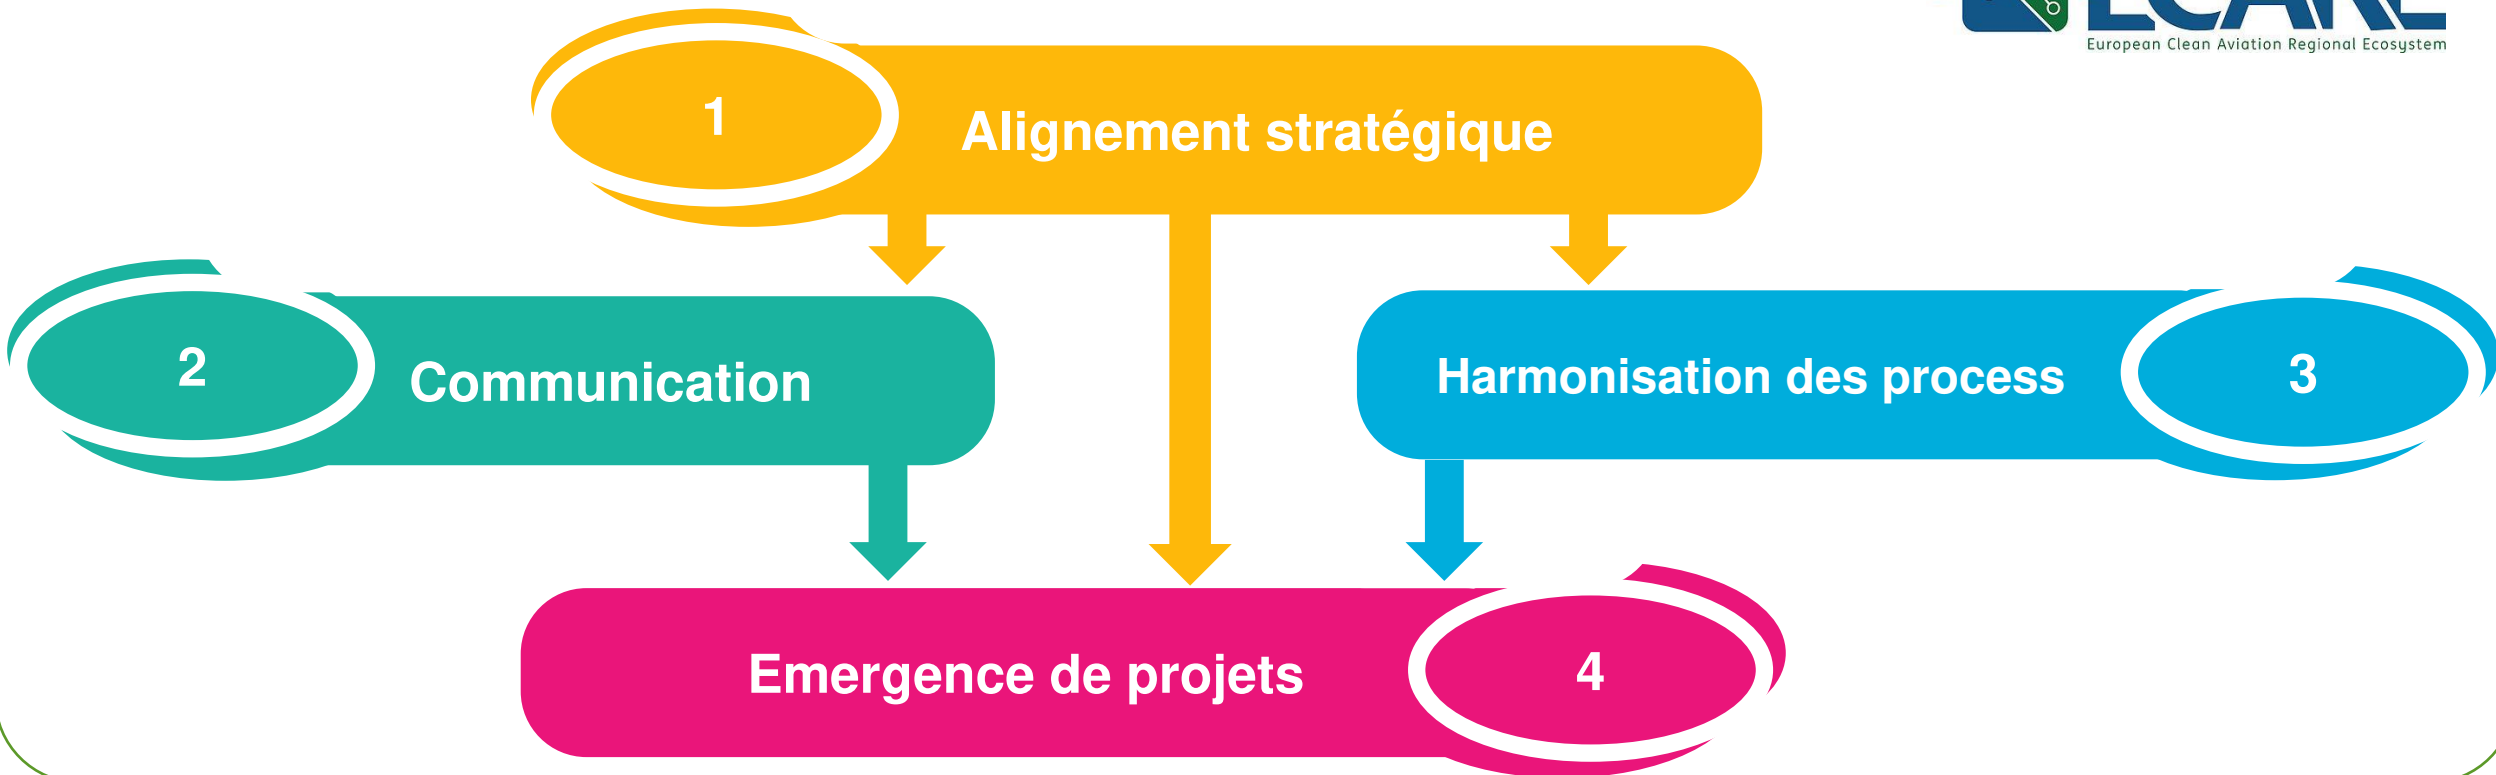 European Clean Aviation Regional Ecosystem
1
Alignement stratégique
2
Communication
Harmonisation des process
3
Emergence de projets
4